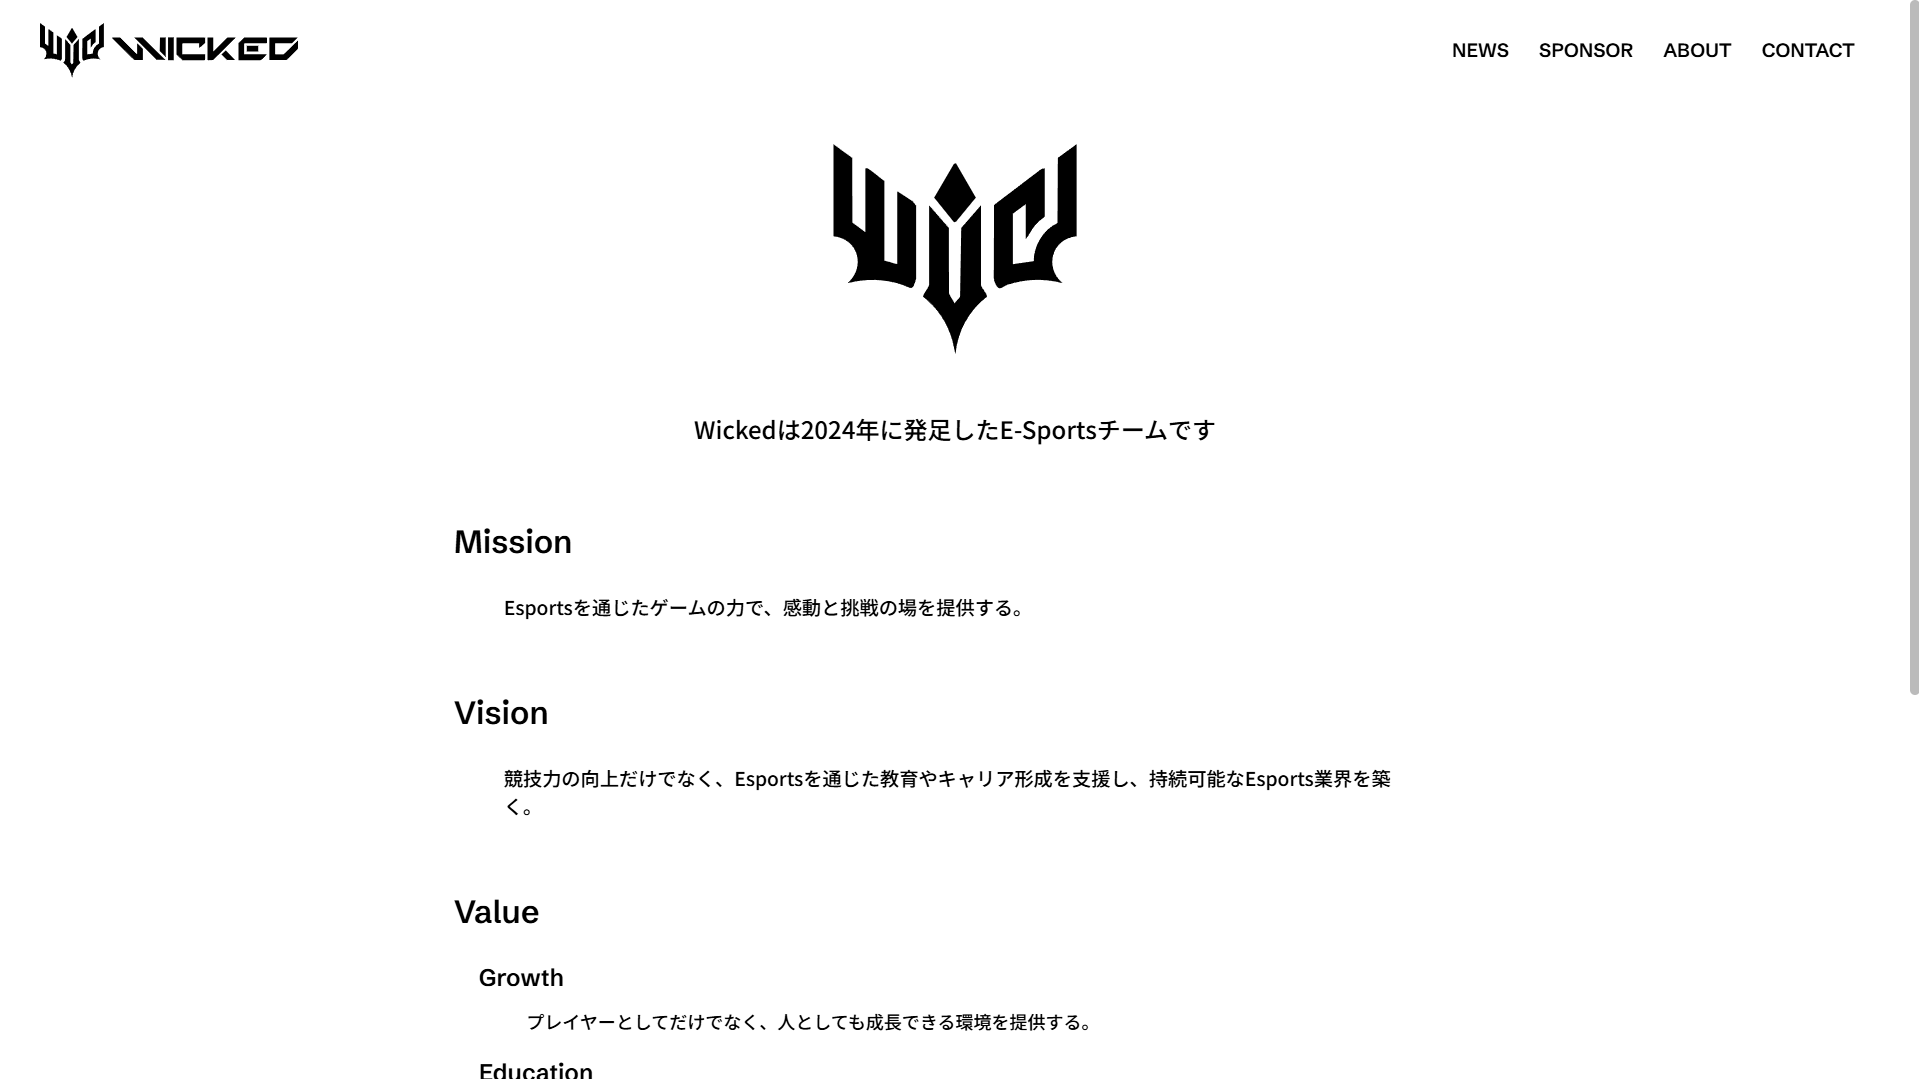 WICKED
NEWS SPONSOR ABOUT CONTACT
Wickedは2024年に発足したE-Sportsチームです
Mission
Esportsを通じたゲームの力で、感動と挑戦の場を提供する。
Vision
競技力の向上だけでなく、Esportsを通じた教育やキャリア形成を支援し、持続可能なEsports業界を築
く。
Value
Growth
プレイヤーとしてだけでなく、人としても成長できる環境を提供する。
Education